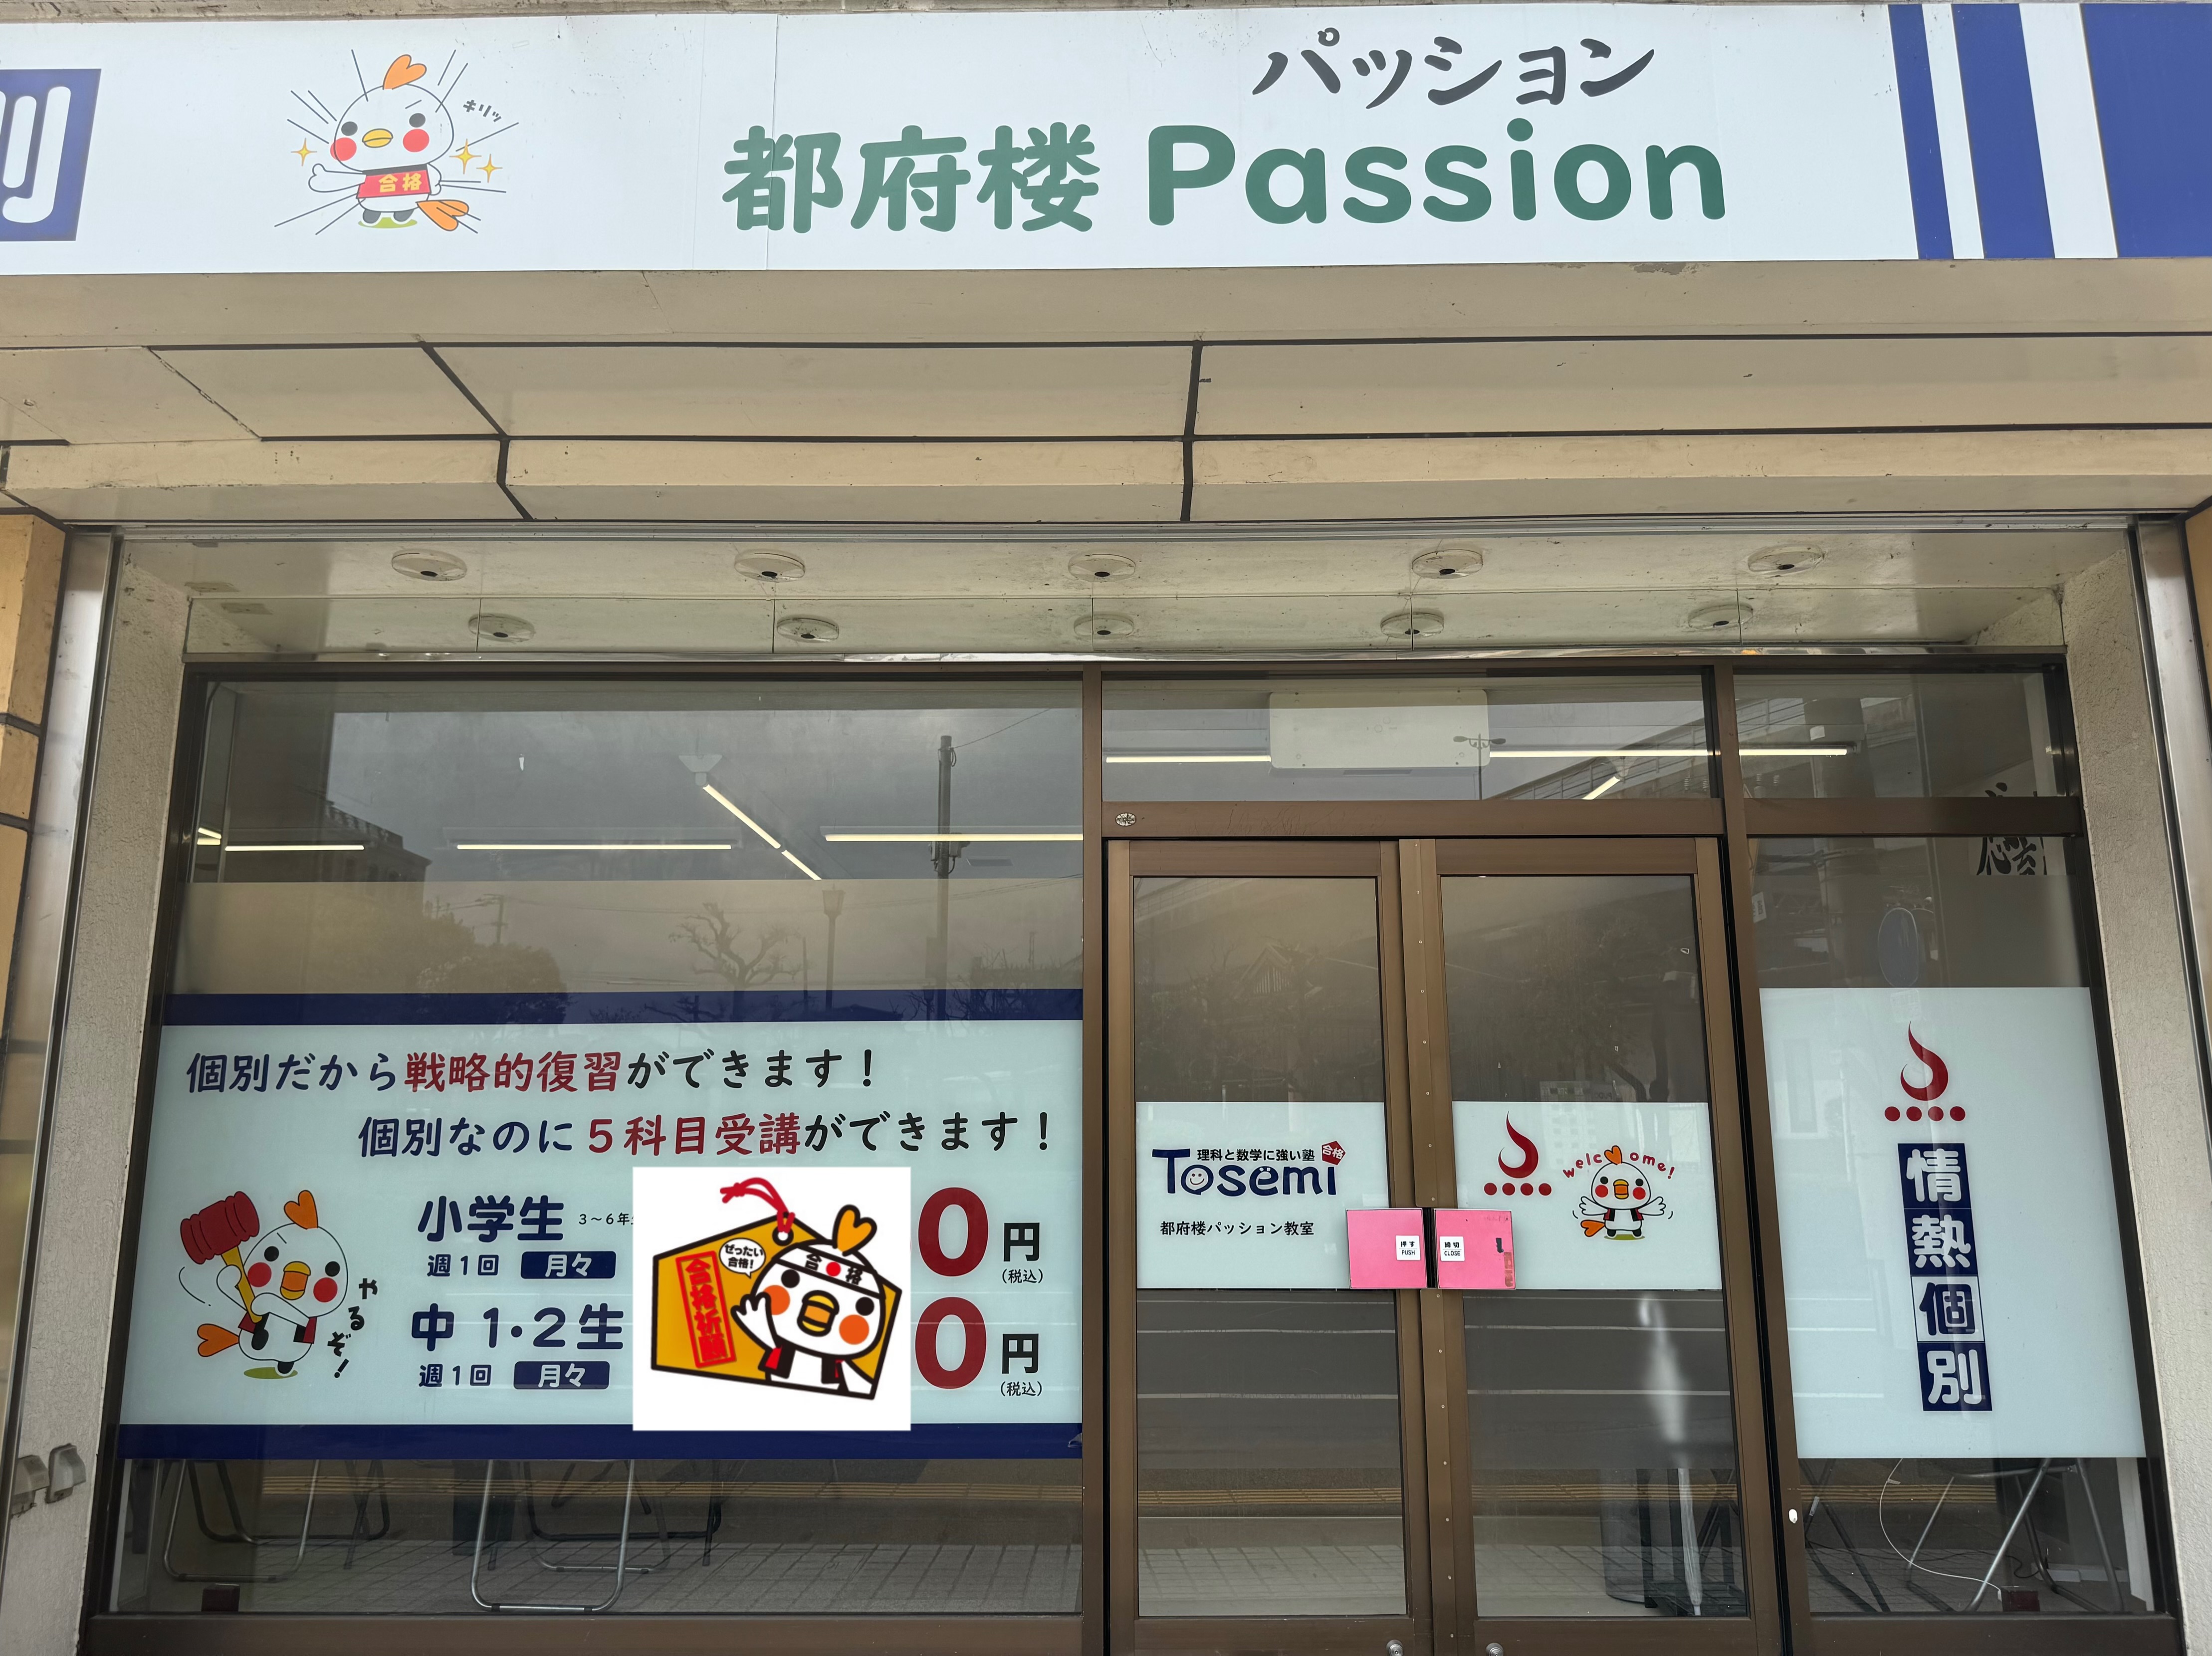 別
キリッ
合格
パッション
都府楼 Passion
個別だから戦略的復習ができます！
個別なのに５科目受講ができます！
小学生 3～6年
週1回 月々
0円
(税込)
中 1・2生
週1回 月々
0円
(税込)
やるぞ！
ぜったい
合格！
合格
合格祈願
理科と数学に強い塾
合格
Tosemi
都府楼パッション教室
welcome!
押す
PUSH
締切
CLOSE
情熱個別